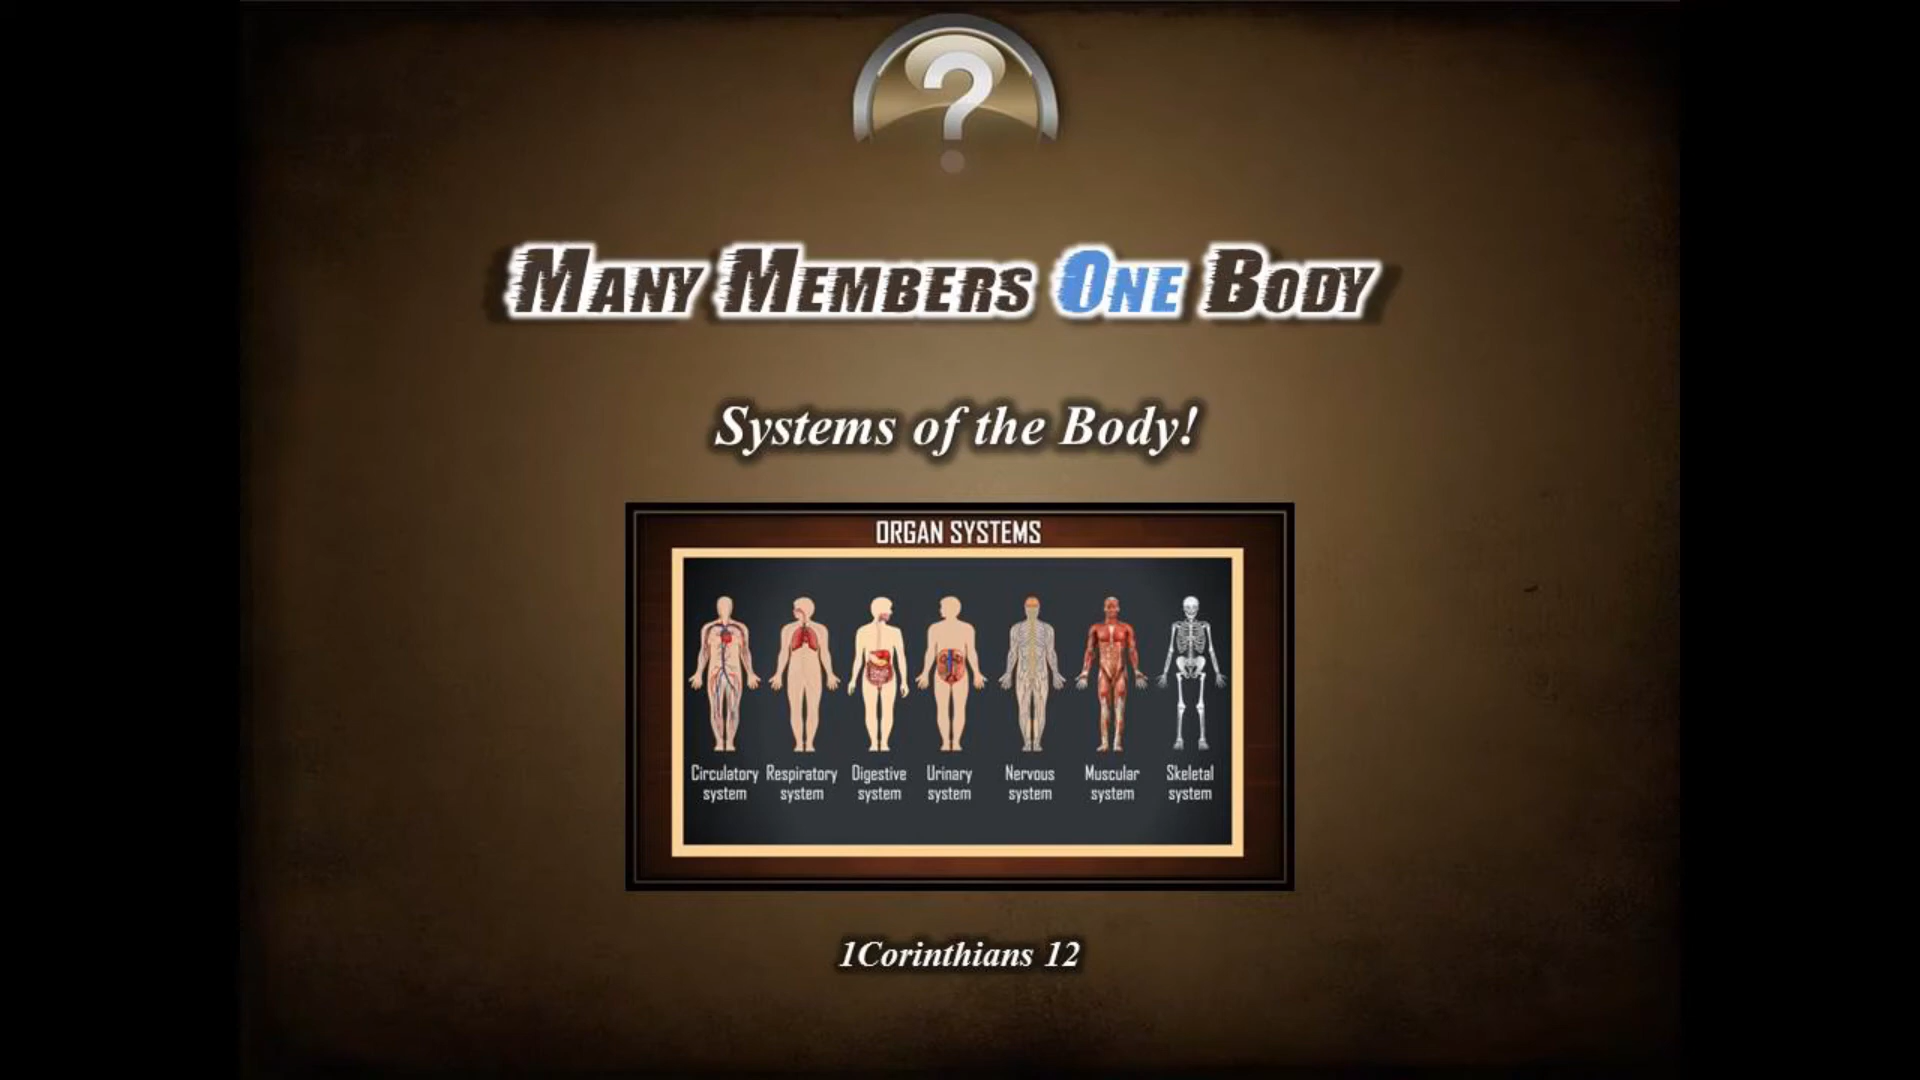 ?
MANY MEMBERS ONE BODY
Systems of the Body!
ORGAN SYSTEMS
Circulatory system
Respiratory system
Digestive system
Urinary system
Nervous system
Muscular system
Skeletal system
1Corinthians 12